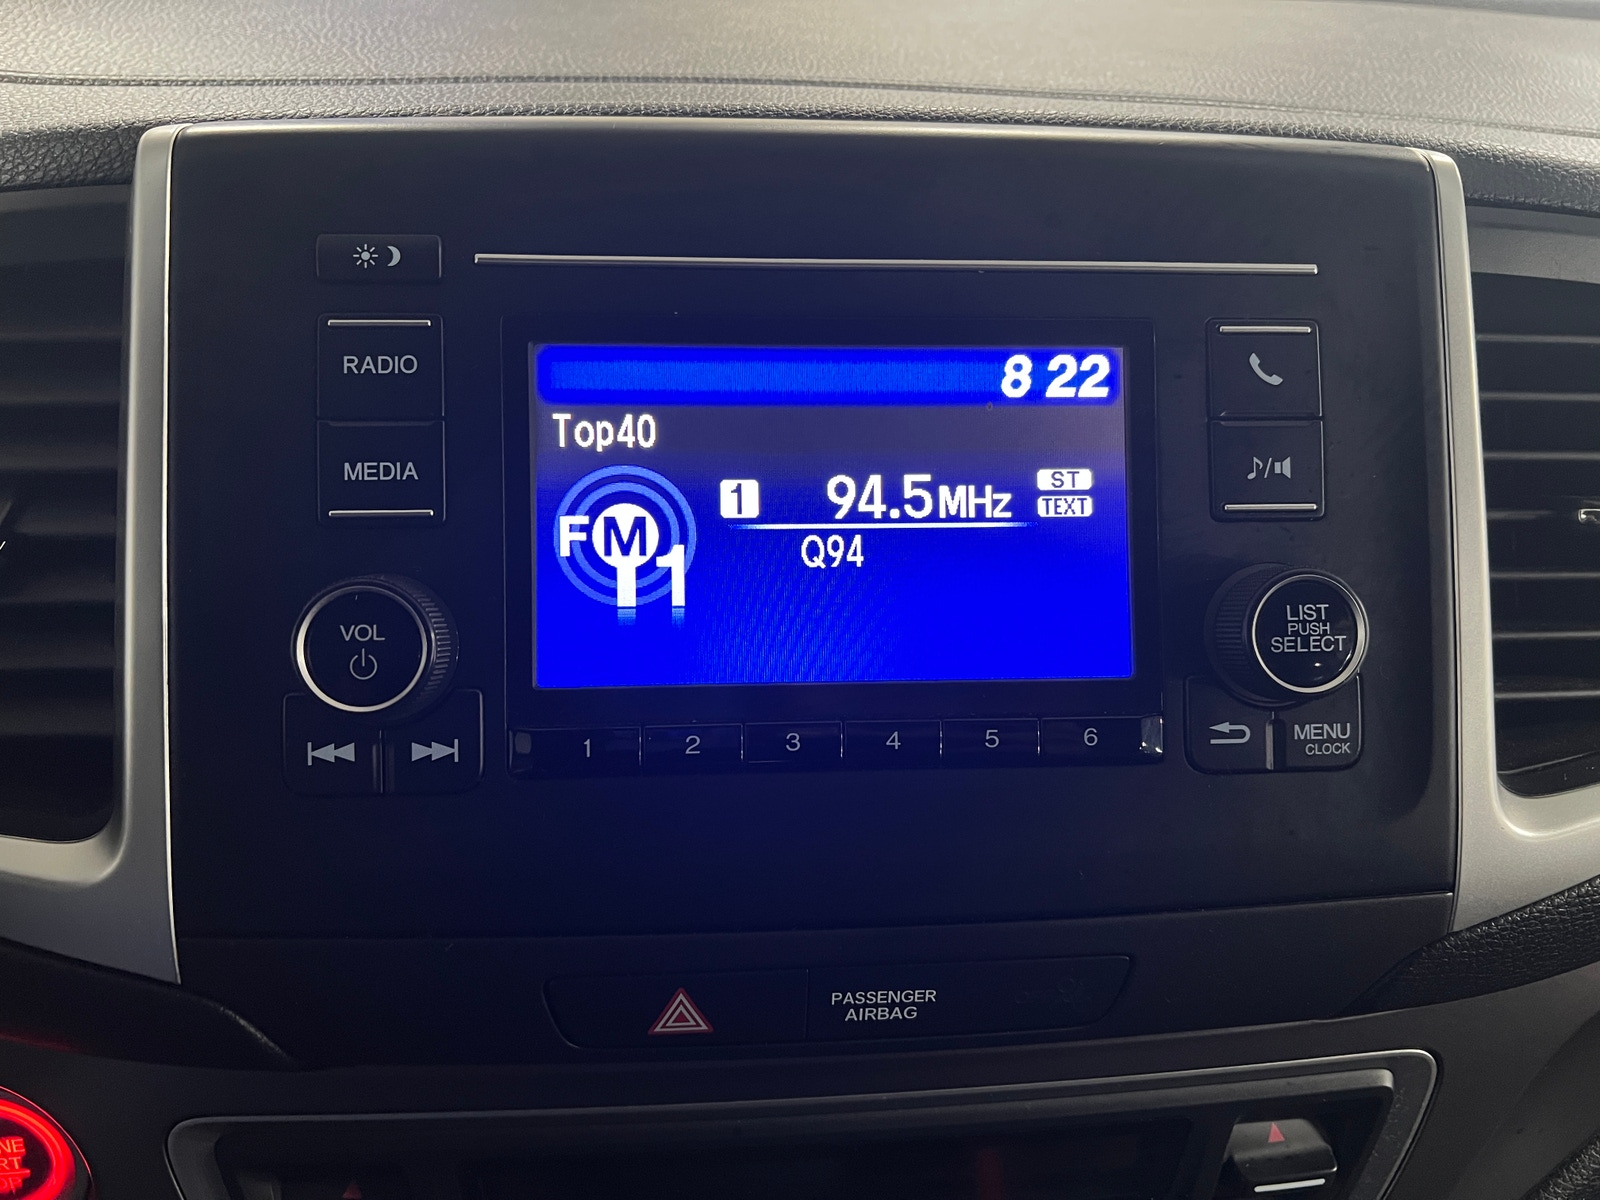 RADIO
MEDIA
VOL
8 22
Top40
FM 1
1 94.5MHz
ST
TEXT
Q94
LIST
PUSH
SELECT
MENU
CLOCK
1 2 3 4 5 6
PASSENGER
AIRBAG